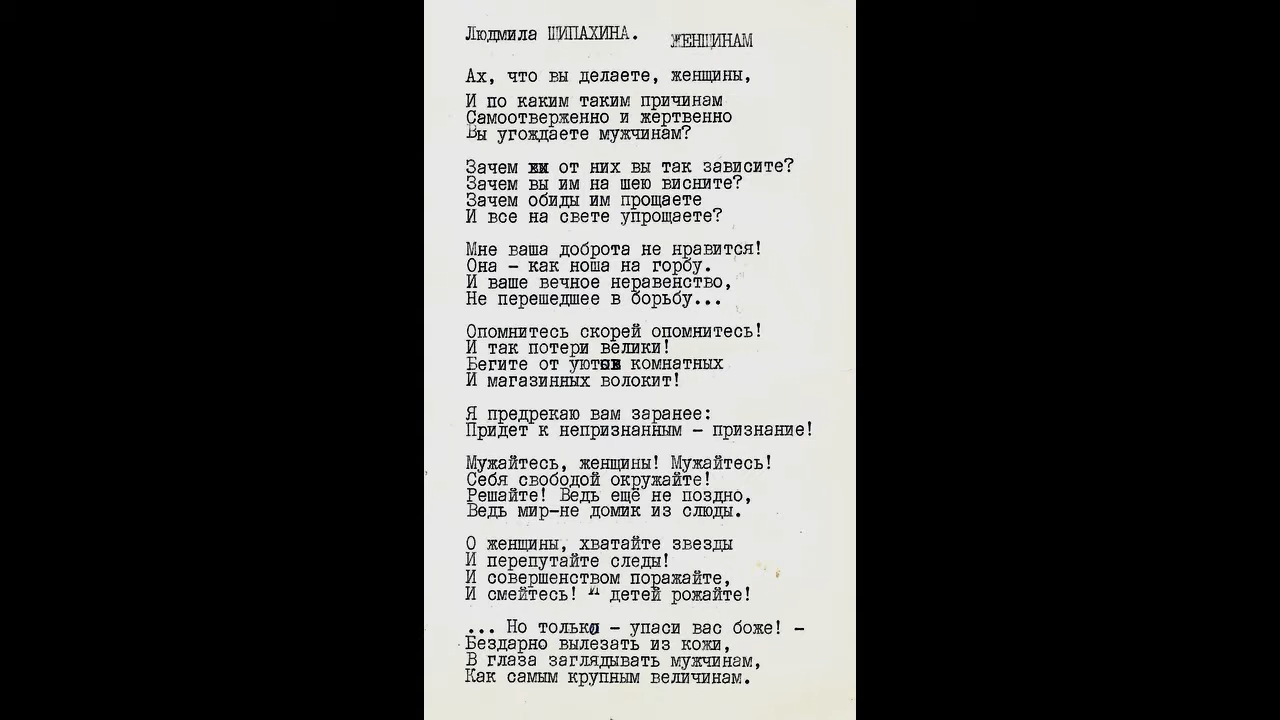 Людмила ШИПАХИНА. ЖЕНЩИНАМ
Ах, что вы делаете, женщины,
И по каким таким причинам
Самоотверженно и жертвенно
Вы угождаете мужчинам?
Зачем от них вы так зависите?
Зачем вы им на шею висните?
Зачем обиды им прощаете
И все на свете упрощаете?
Мне ваша доброта не нравится!
Она - как ноша на горбу.
И ваше вечное неравенство,
Не перешедшее в борьбу...
Опомнитесь скорей опомнитесь!
И так потери велики!
Бегите от уютов комнатных
И магазинных волокит!
Я предрекаю вам заранее:
Придет к непризнанным - признание!
Мужайтесь, женщины! Мужайтесь!
Себя свободой окружайте!
Решайте! Ведь ещё не поздно,
Ведь мир-не домик из слюды.
О женщины, хватайте звезды
И перепутайте следы!
И совершенством поражайте,
И смейтесь! И детей рожайте!
... Но только - упаси вас боже! -
Бездарно вылезать из кожи,
В глаза заглядывать мужчинам,
Как самым крупным величинам.